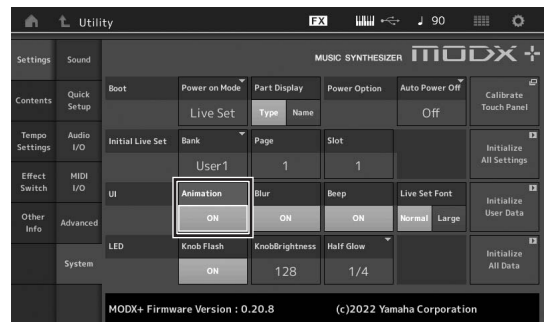 Utility FX 90
MUSIC SYNTHESIZER MODX+
Settings Sound
Contents Quick Setup
Tempo Settings Audio I/O
Effect Switch MIDI I/O
Other Info Advanced
System
Boot Power on Mode Part Display Power Option Auto Power Off Calibrate Touch Panel
Live Set Type Name Off
Initial Live Set Bank Page Slot Initialize All Settings
User1 1 1
UI Animation Blur Beep Live Set Font Initialize User Data
ON ON ON Normal Large
LED Knob Flash KnobBrightness Half Glow Initialize All Data
ON 128 1/4
MODX+ Firmware Version : 0.20.8 (c)2022 Yamaha Corporation